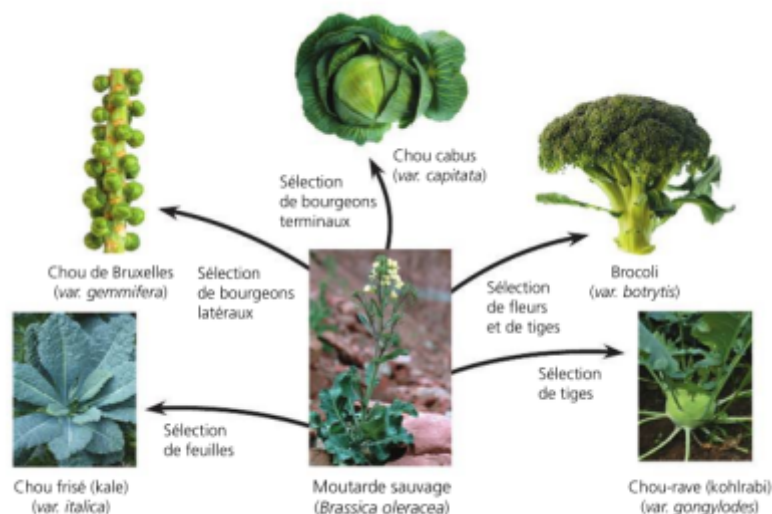 Chou cabus
(var. capitata)
Sélection
de bourgeons
terminaux
Chou de Bruxelles
(var. gemmifera)
Sélection
de bourgeons
latéraux
Sélection
de fleurs
et de tiges
Brocoli
(var. botrytis)
Sélection
de tiges
Sélection
de feuilles
Chou frisé (kale)
(var. italica)
Moutarde sauvage
(Brassica oleracea)
Chou-rave (kohlrabi)
(var. gongylodes)